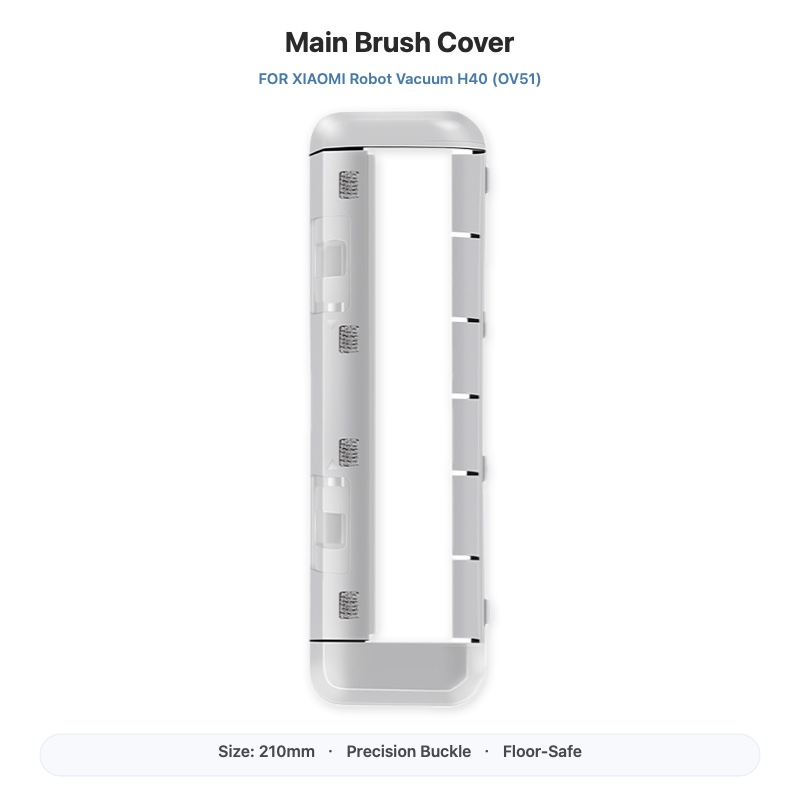 Main Brush Cover
FOR XIAOMI Robot Vacuum H40 (OV51)
Size: 210mm · Precision Buckle · Floor-Safe